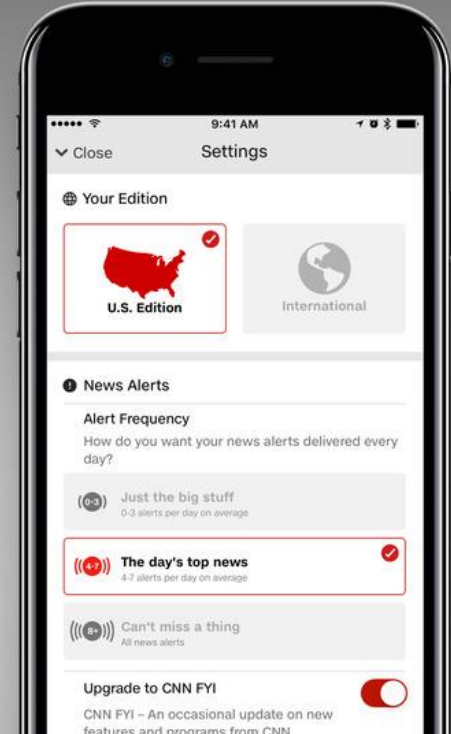 9:41 AM
Close
Settings
Your Edition
U.S. Edition
International
News Alerts
Alert Frequency
How do you want your news alerts delivered every
day?
0-3
Just the big stuff
0-3 alerts per day on average
4-7
The day's top news
4-7 alerts per day on average
8+
Can't miss a thing
All news alerts
Upgrade to CNN FYI
CNN FYI – An occasional update on new
features and programs from CNN